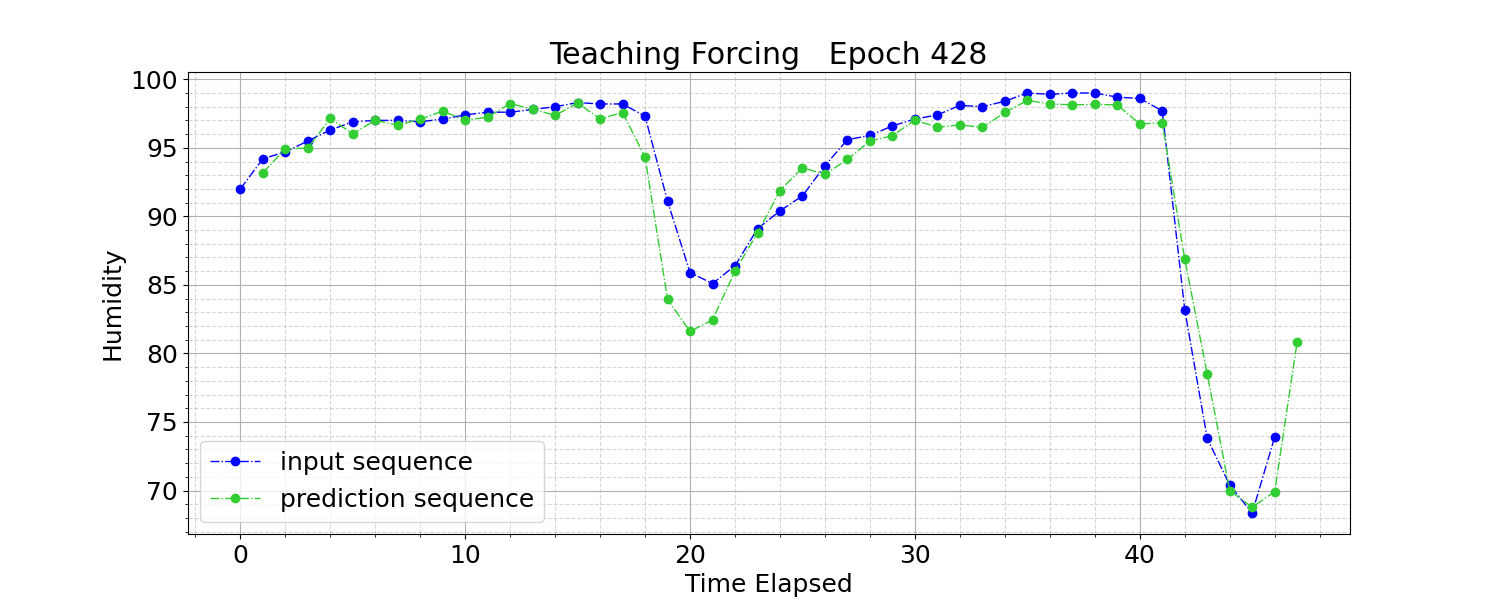 Teaching Forcing   Epoch 428
100
95
90
85
80
75
70
Humidity
input sequence
prediction sequence
0 10 20 30 40
Time Elapsed